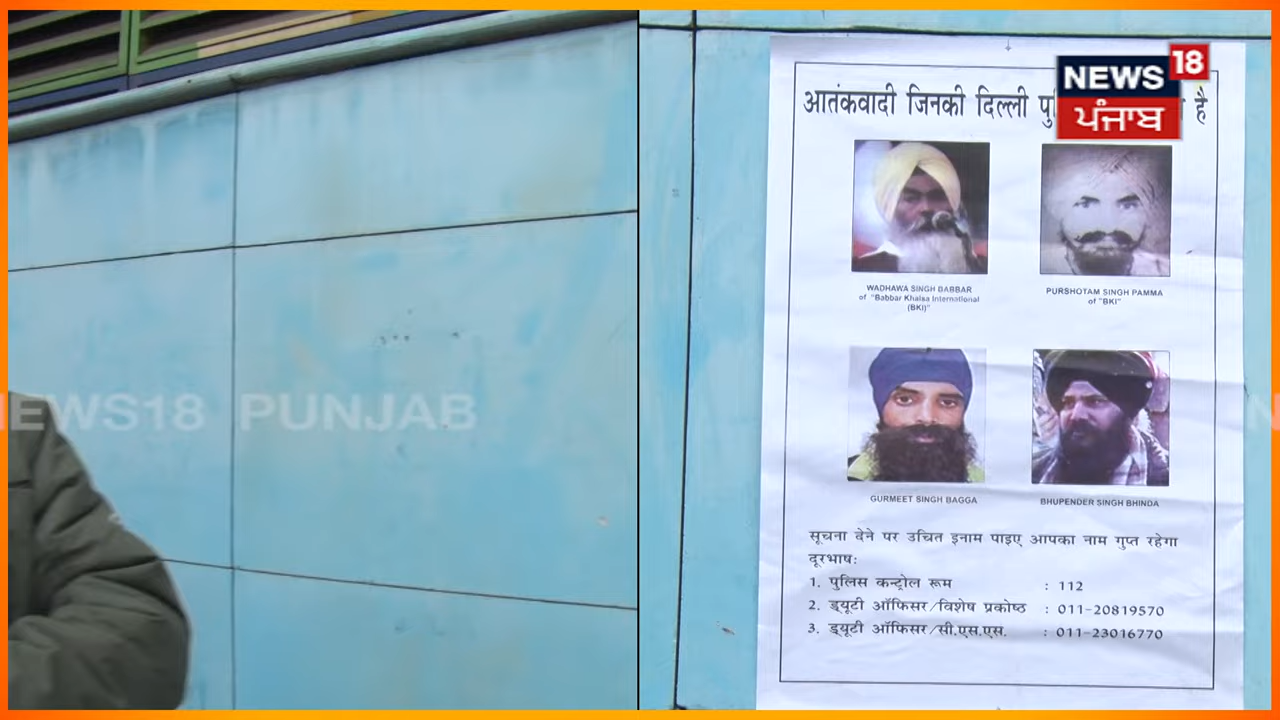 NEWS 18
ਪੰਜਾਬ
आतंकवादी जिनकी दिल्ली है
WADHAWA SINGH BABBAR
of "Babbar Khalsa International
(BKI)"
PURSHOTAM SINGH PAMMA
of "BKI"
GURMEET SINGH BAGGA
BHUPENDER SINGH BHINDA
सूचना देने पर उचित इनाम पाइए आपका नाम गुप्त रहेगा
दूरभाष:
1. पुलिस कन्ट्रोल रूम : 112
2. ड्यूटी ऑफिसर/विशेष प्रकोष्ठ : 011-20819570
3. ड्यूटी ऑफिसर/सी.एस.एस. : 011-23016770
NEWS18 PUNJAB